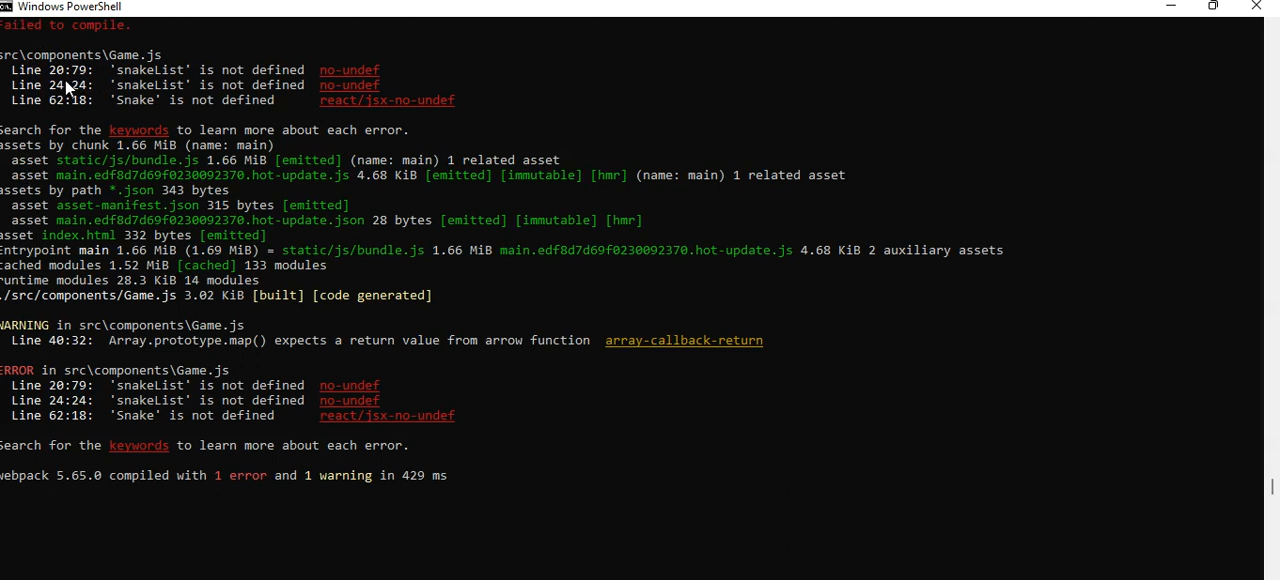 Windows PowerShell
Failed to compile.
src\components\Game.js
Line 20:79: 'snakeList' is not defined no-undef
Line 24:24: 'snakeList' is not defined no-undef
Line 62:18: 'Snake' is not defined react/jsx-no-undef
Search for the keywords to learn more about each error.
assets by chunk 1.66 MiB (name: main)
asset static/js/bundle.js 1.66 MiB [emitted] (name: main) 1 related asset
asset main.edf8d7d69f0230092370.hot-update.js 4.68 KiB [emitted] [immutable] [hmr] (name: main) 1 related asset
assets by path *.json 343 bytes
asset asset-manifest.json 315 bytes [emitted]
asset main.edf8d7d69f0230092370.hot-update.json 28 bytes [emitted] [immutable] [hmr]
asset index.html 332 bytes [emitted]
Entrypoint main 1.66 MiB (1.69 MiB) = static/js/bundle.js 1.66 MiB main.edf8d7d69f0230092370.hot-update.js 4.68 KiB 2 auxiliary assets
cached modules 1.52 MiB [cached] 133 modules
runtime modules 28.3 KiB 14 modules
./src/components/Game.js 3.02 KiB [built] [code generated]
WARNING in src\components\Game.js
Line 40:32: Array.prototype.map() expects a return value from arrow function array-callback-return
ERROR in src\components\Game.js
Line 20:79: 'snakeList' is not defined no-undef
Line 24:24: 'snakeList' is not defined no-undef
Line 62:18: 'Snake' is not defined react/jsx-no-undef
Search for the keywords to learn more about each error.
webpack 5.65.0 compiled with 1 error and 1 warning in 429 ms